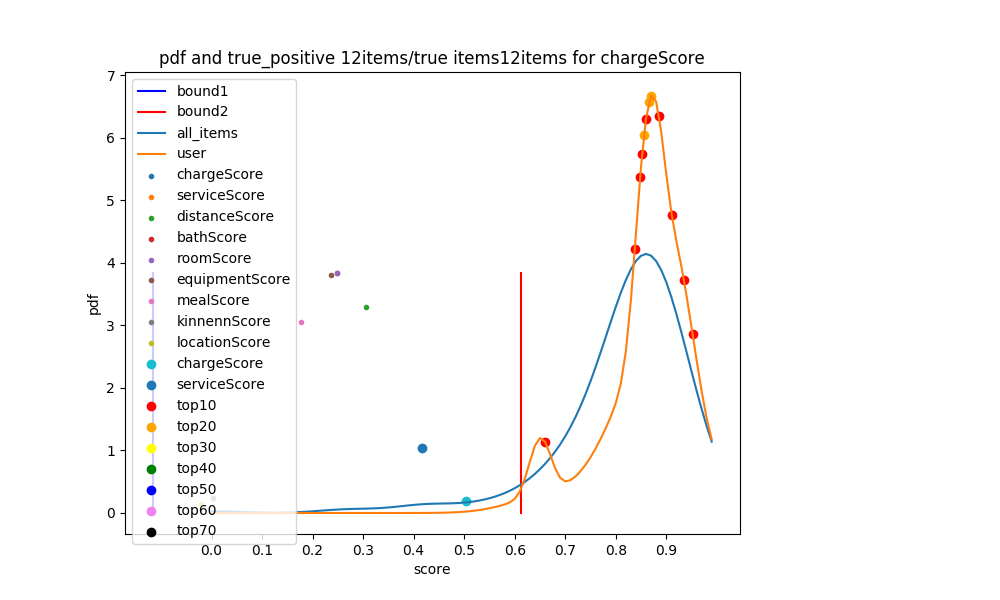 pdf and true_positive 12items/true items12items for chargeScore
7
6
5
4
3
2
1
0
pdf
bound1
bound2
all_items
user
chargeScore
serviceScore
distanceScore
bathScore
roomScore
equipmentScore
mealScore
kinnennScore
locationScore
chargeScore
serviceScore
top10
top20
top30
top40
top50
top60
top70
0.0 0.1 0.2 0.3 0.4 0.5 0.6 0.7 0.8 0.9
score